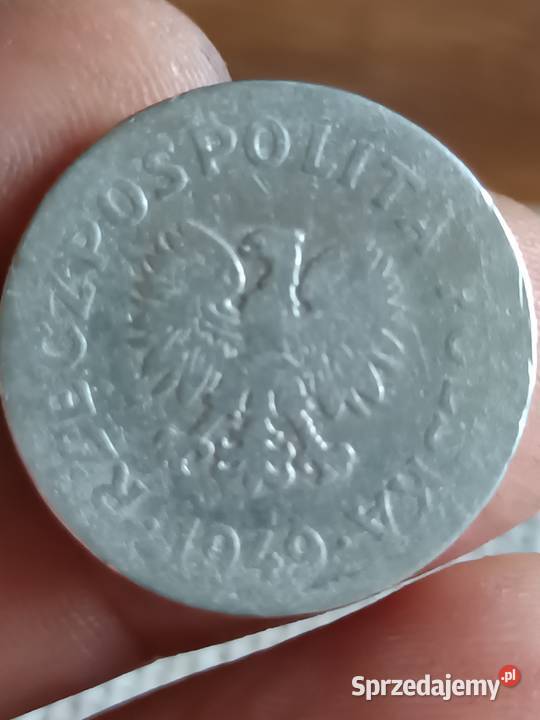 RZECZPOSPOLITA POLSKA · 1949 ·
Sprzedajemy.pl